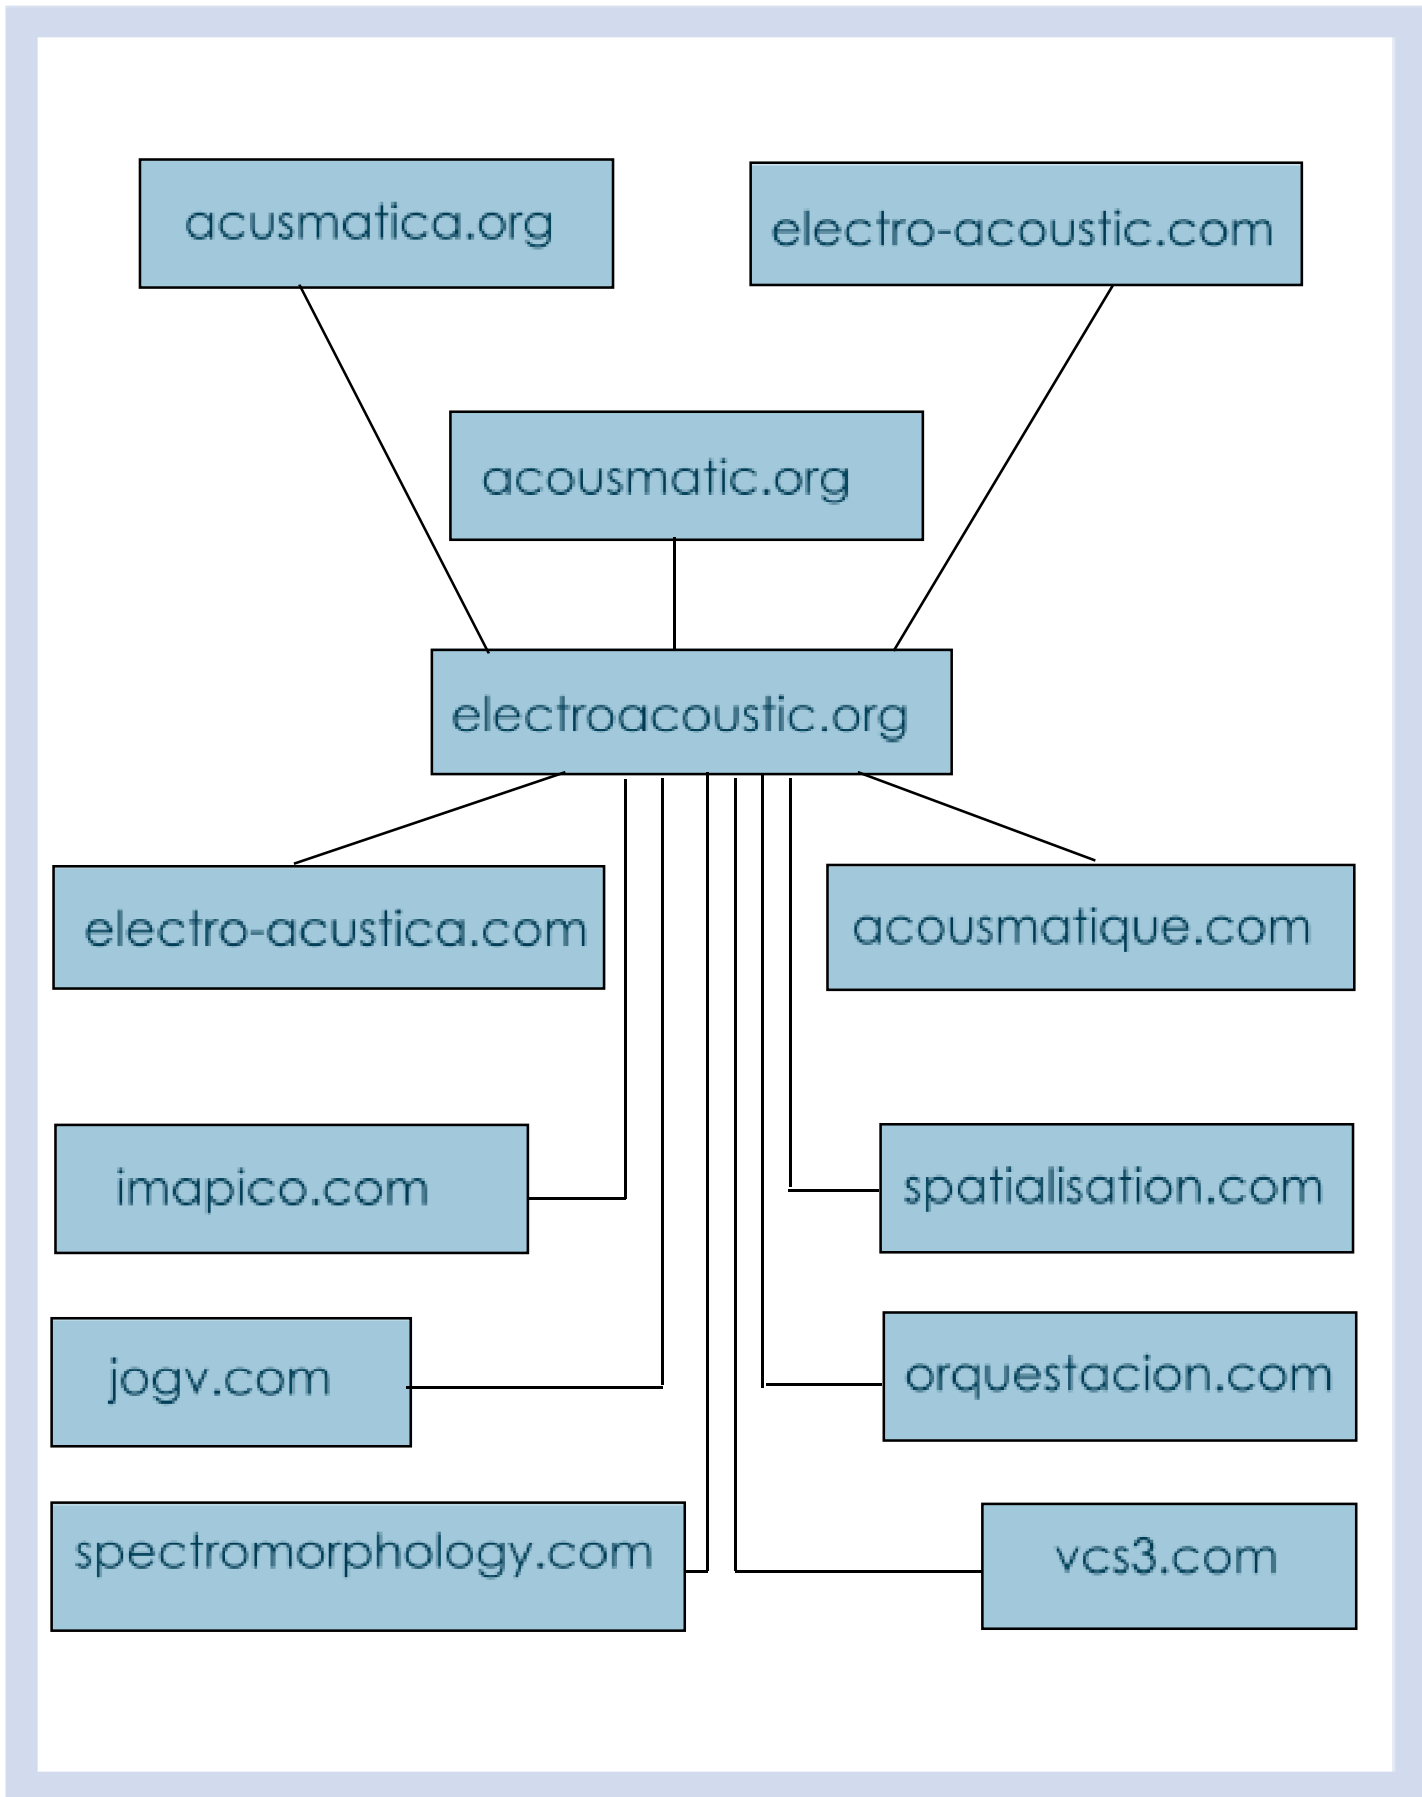 acusmatica.org
electro-acoustic.com
acousmatic.org
electroacoustic.org
electro-acustica.com
acousmatique.com
imapico.com
spatialisation.com
jogv.com
orquestacion.com
spectromorphology.com
vcs3.com